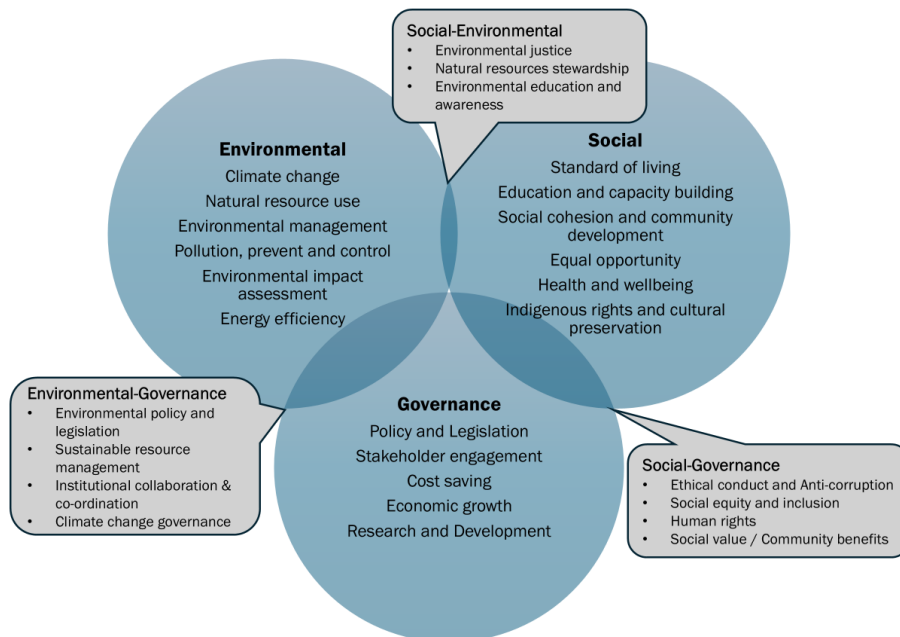 Social-Environmental
• Environmental justice
• Natural resources stewardship
• Environmental education and
awareness
Environmental
Climate change
Natural resource use
Environmental management
Pollution, prevent and control
Environmental impact
assessment
Energy efficiency
Social
Standard of living
Education and capacity building
Social cohesion and community
development
Equal opportunity
Health and wellbeing
Indigenous rights and cultural
preservation
Environmental-Governance
• Environmental policy and
legislation
• Sustainable resource
management
• Institutional collaboration &
co-ordination
• Climate change governance
Governance
Policy and Legislation
Stakeholder engagement
Cost saving
Economic growth
Research and Development
Social-Governance
• Ethical conduct and Anti-corruption
• Social equity and inclusion
• Human rights
• Social value / Community benefits